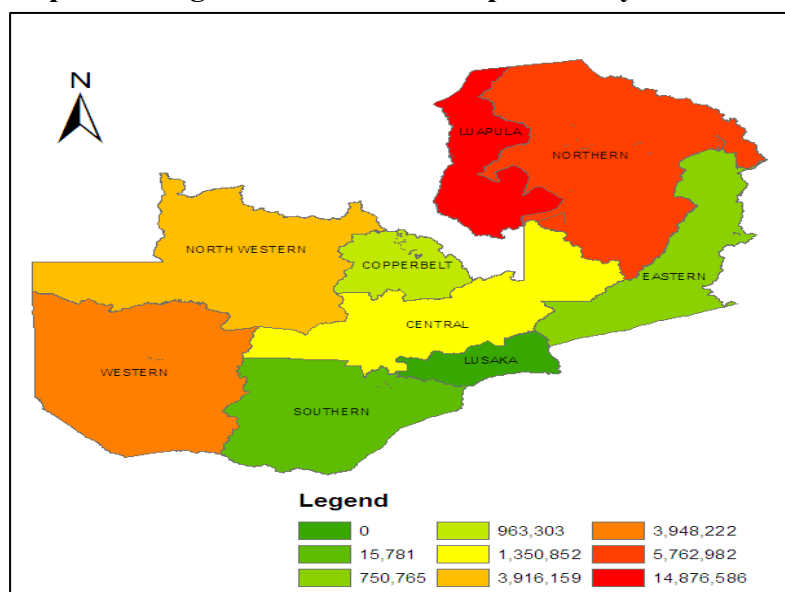 N
LUAPULA
NORTHERN
NORTH WESTERN
COPPERBELT
EASTERN
CENTRAL
LUSAKA
WESTERN
SOUTHERN
Legend
0 963,303 3,948,222
15,781 1,350,852 5,762,982
750,765 3,916,159 14,876,586